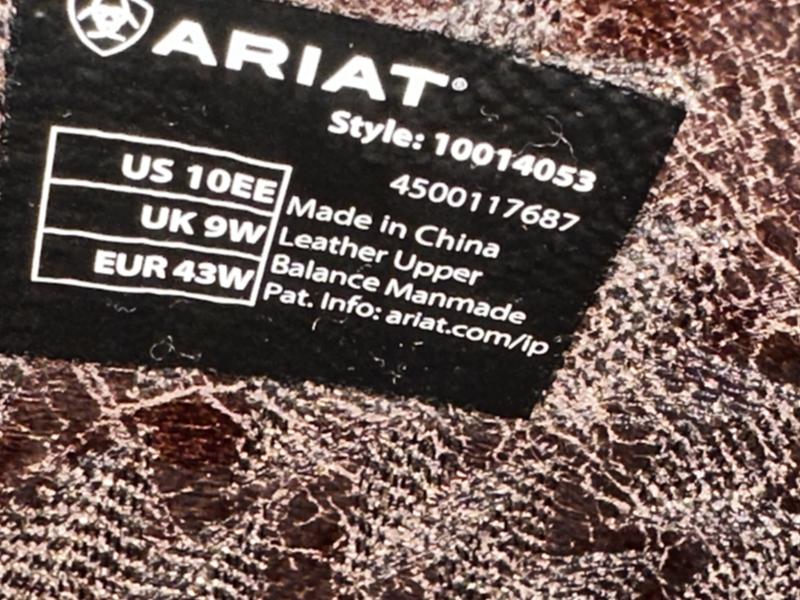 ARIAT®
Style: 10014053
4500117687
US 10EE
UK 9W
EUR 43W
Made in China
Leather Upper
Balance Manmade
Pat. Info: ariat.com/ip